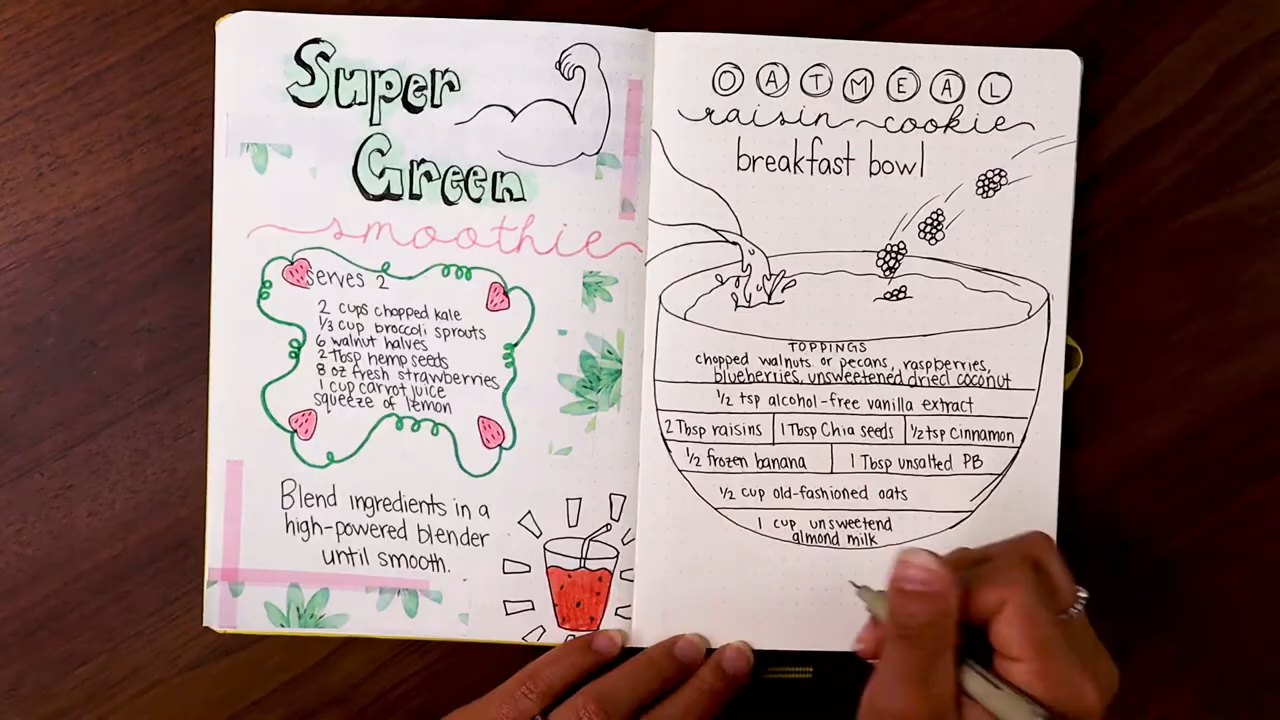 Super
Green
smoothie
serves 2
2 cups chopped kale
1/3 cup broccoli sprouts
6 walnut halves
2 Tbsp hemp seeds
8 oz fresh strawberries
1 cup carrot juice
squeeze of lemon
Blend ingredients in a
high-powered blender
until smooth.
OATMEAL
raisin cookie
breakfast bowl
TOPPINGS
chopped walnuts or pecans, raspberries,
blueberries, unsweetened dried coconut
1/2 tsp alcohol-free vanilla extract
2 Tbsp raisins 1 Tbsp Chia seeds 1/2 tsp Cinnamon
1/2 frozen banana 1 Tbsp unsalted PB
1/2 cup old-fashioned oats
1 cup unsweetend
almond milk